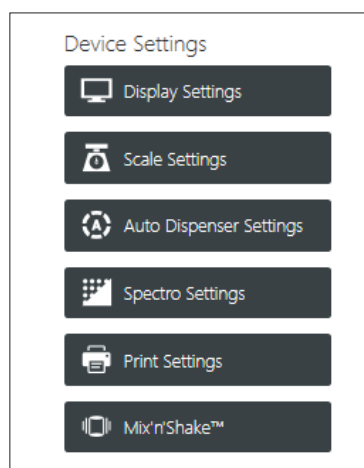 Device Settings
Display Settings
Scale Settings
Auto Dispenser Settings
Spectro Settings
Print Settings
Mix'n'Shake™